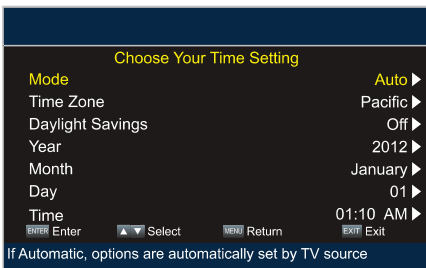 Choose Your Time Setting
Mode Auto
Time Zone Pacific
Daylight Savings Off
Year 2012
Month January
Day 01
Time 01:10 AM
ENTER Enter ▲ ▼ Select MENU Return EXIT Exit
If Automatic, options are automatically set by TV source